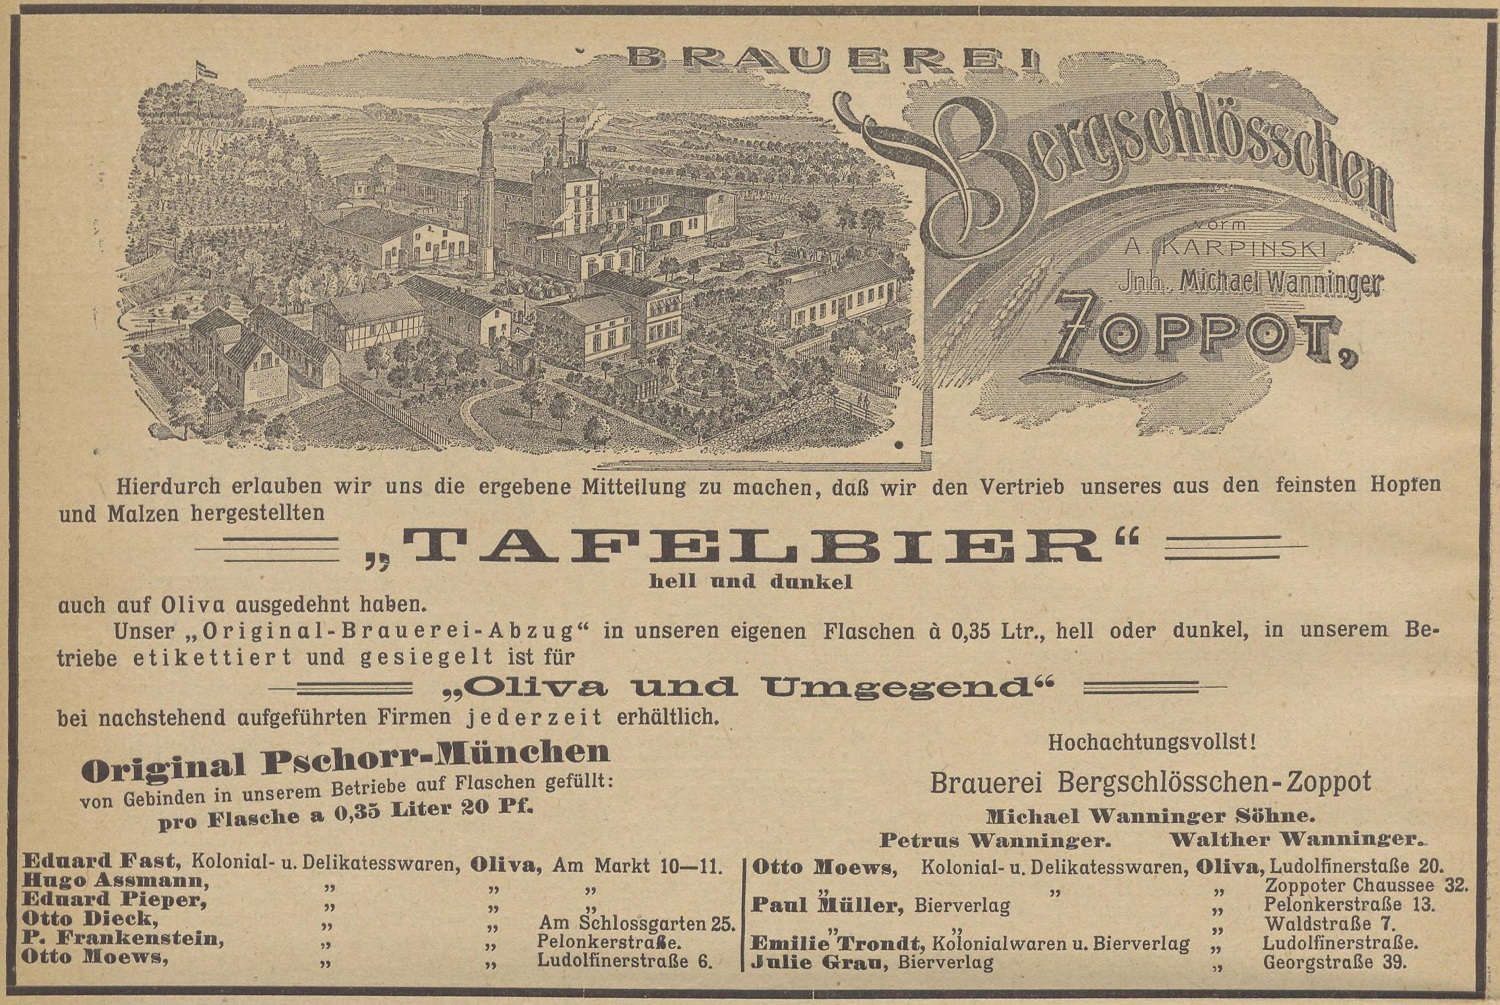 BRAUEREI
Bergschlösschen
vorm.
A. KARPINSKI
Jnh. Michael Wanninger
ZOPPOT,
Hierdurch erlauben wir uns die ergebene Mitteilung zu machen, daß wir den Vertrieb unseres aus den feinsten Hopfen
und Malzen hergestellten
„TAFELBIER“
hell und dunkel
auch auf Oliva ausgedehnt haben.
Unser „Original-Brauerei-Abzug“ in unseren eigenen Flaschen à 0,35 Ltr., hell oder dunkel, in unserem Be-
triebe etikettiert und gesiegelt ist für
„Oliva und Umgegend“
bei nachstehend aufgeführten Firmen jederzeit erhältlich.
Original Pschorr-München
von Gebinden in unserem Betriebe auf Flaschen gefüllt:
pro Flasche a 0,35 Liter 20 Pf.
Hochachtungsvollst!
Brauerei Bergschlösschen-Zoppot
Michael Wanninger Söhne.
Petrus Wanninger. Walther Wanninger.
Eduard Fast, Kolonial- u. Delikatesswaren, Oliva, Am Markt 10—11.
Hugo Assmann, „ „ „
Eduard Pieper, „ „ „
Otto Dieck, „ „ Am Schlossgarten 25.
P. Frankenstein, „ „ Pelonkerstraße.
Otto Moews, „ „ Ludolfinerstraße 6.
Otto Moews, Kolonial- u. Delikatesswaren, Oliva, Ludolfinerstaße 20.
„ „ „ Zoppoter Chaussee 32.
Paul Müller, Bierverlag „ Pelonkerstraße 13.
„ „ „ Waldstraße 7.
Emilie Trondt, Kolonialwaren u. Bierverlag „ Ludolfinerstraße.
Julie Grau, Bierverlag „ Georgstraße 39.